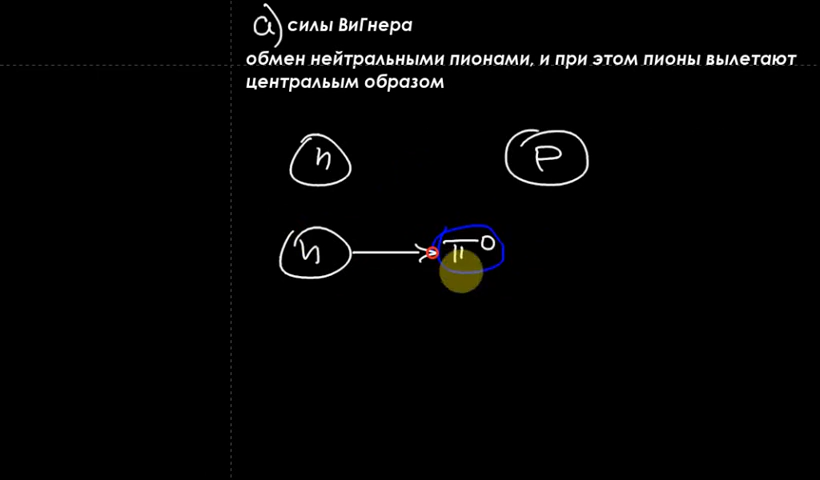 а) силы ВиГнера
обмен нейтральными пионами, и при этом пионы вылетают
центральым образом
n P
n π0